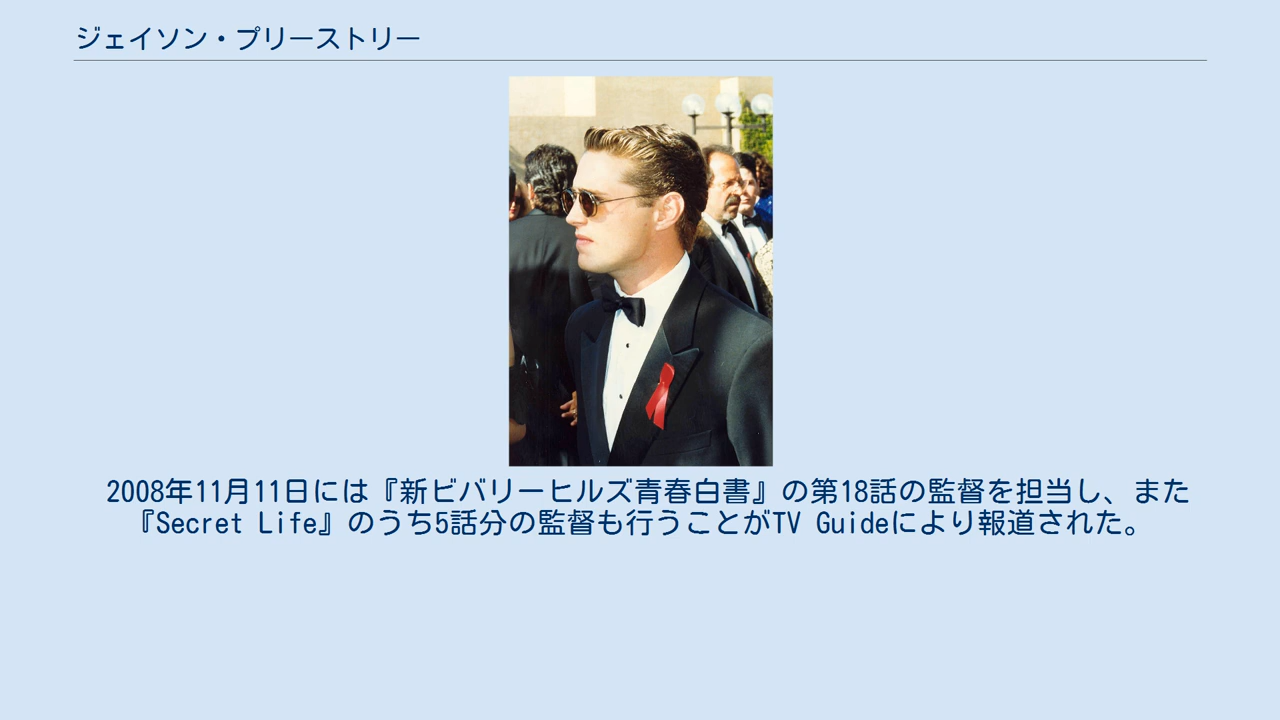 ジェイソン・プリーストリー
2008年11月11日には『新ビバリーヒルズ青春白書』の第18話の監督を担当し、また
『Secret Life』のうち5話分の監督も行うことがTV Guideにより報道された。